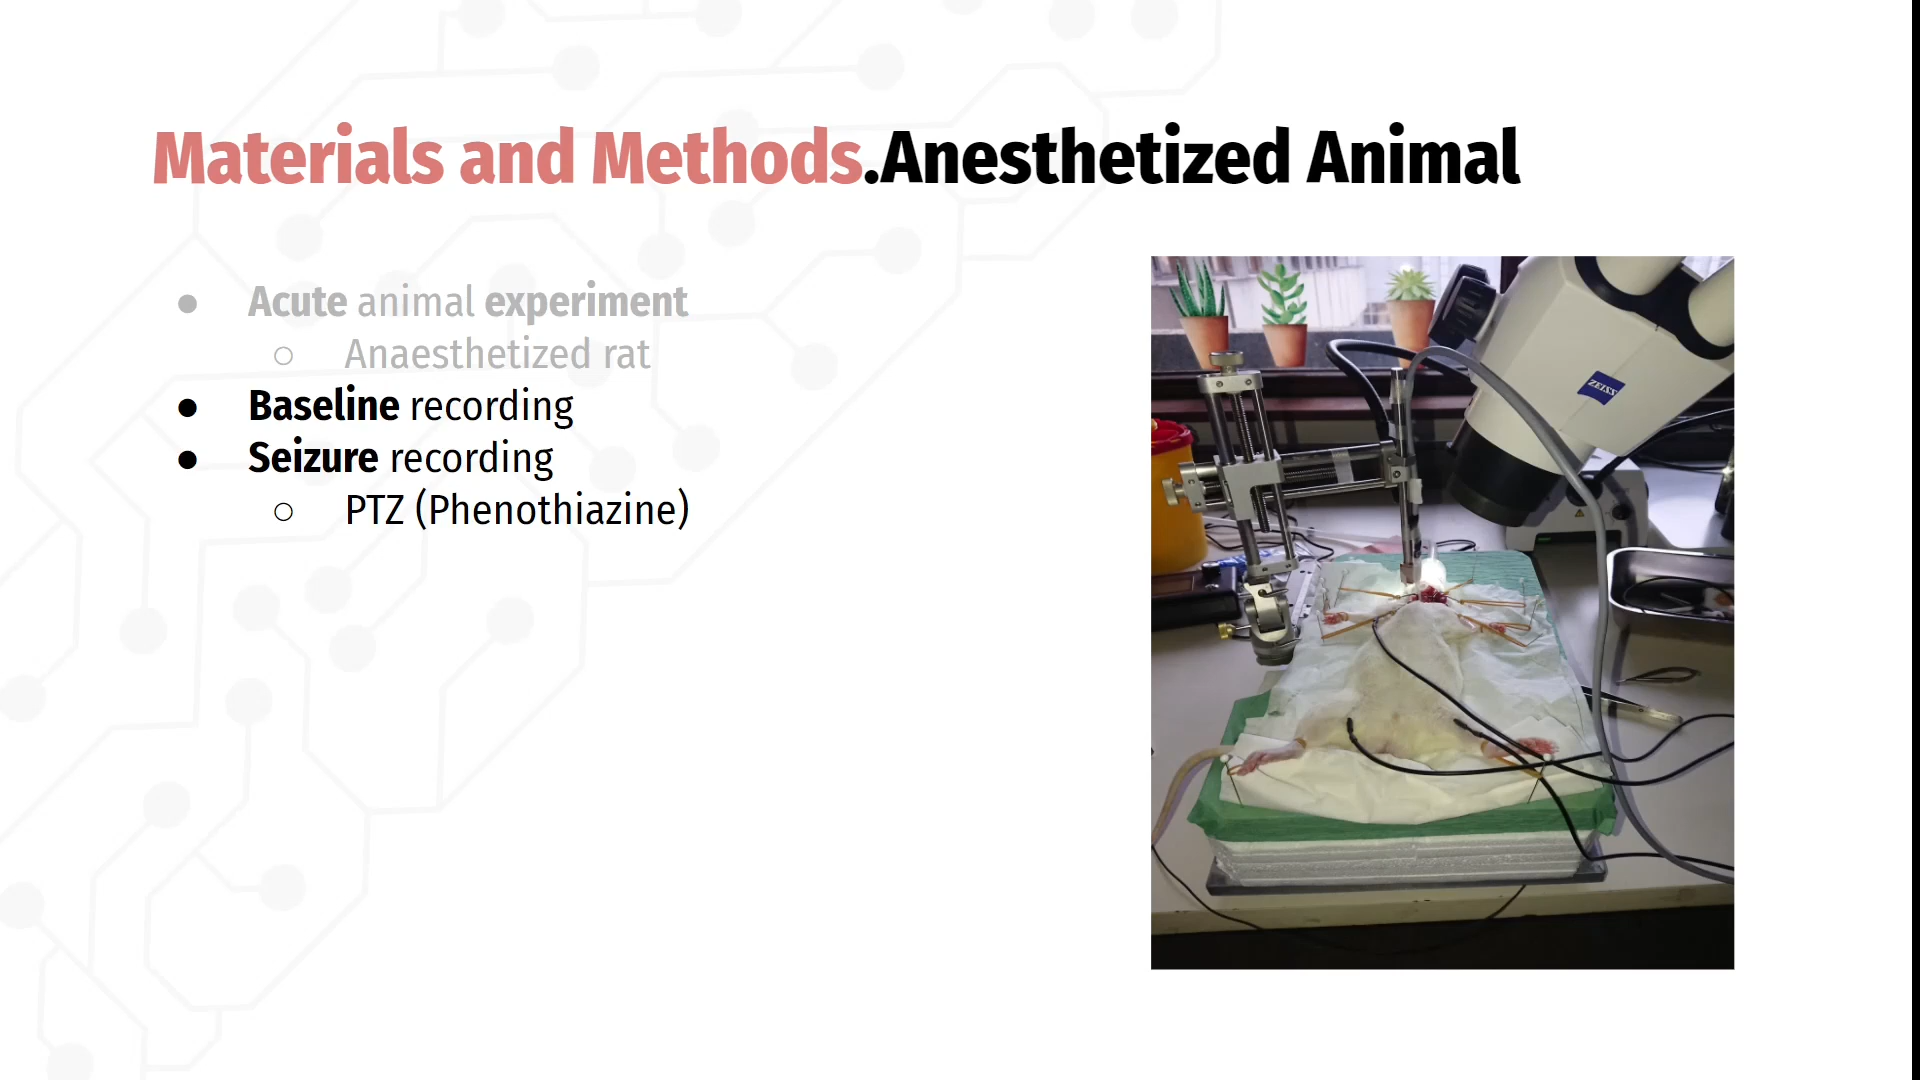 Materials and Methods.Anesthetized Animal
● Acute animal experiment
○ Anaesthetized rat
● Baseline recording
● Seizure recording
○ PTZ (Phenothiazine)
ZEISS